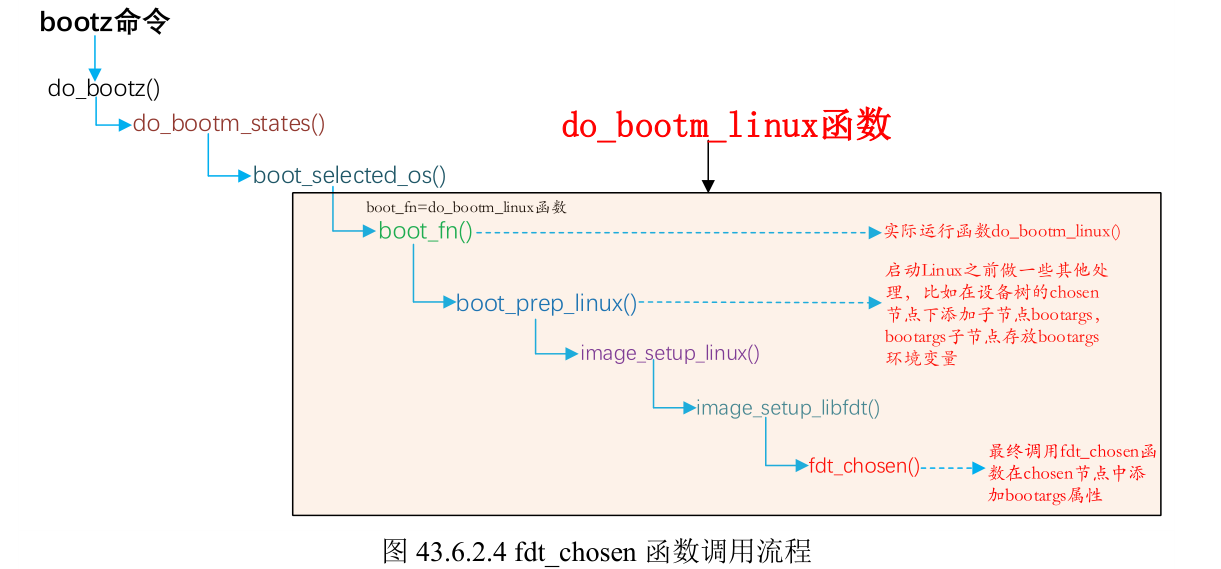 bootz命令
do_bootz()
do_bootm_states()
do_bootm_linux函数
boot_selected_os()
boot_fn=do_bootm_linux函数
boot_fn()
实际运行函数do_bootm_linux()
boot_prep_linux()
启动Linux之前做一些其他处
理，比如在设备树的chosen
节点下添加子节点bootargs，
bootargs子节点存放bootargs
环境变量
image_setup_linux()
image_setup_libfdt()
fdt_chosen()
最终调用fdt_chosen函
数在chosen节点中添
加bootargs属性
图 43.6.2.4 fdt_chosen 函数调用流程